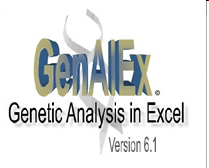 GenAlEx ©
Genetic Analysis in Excel
Version 6.1